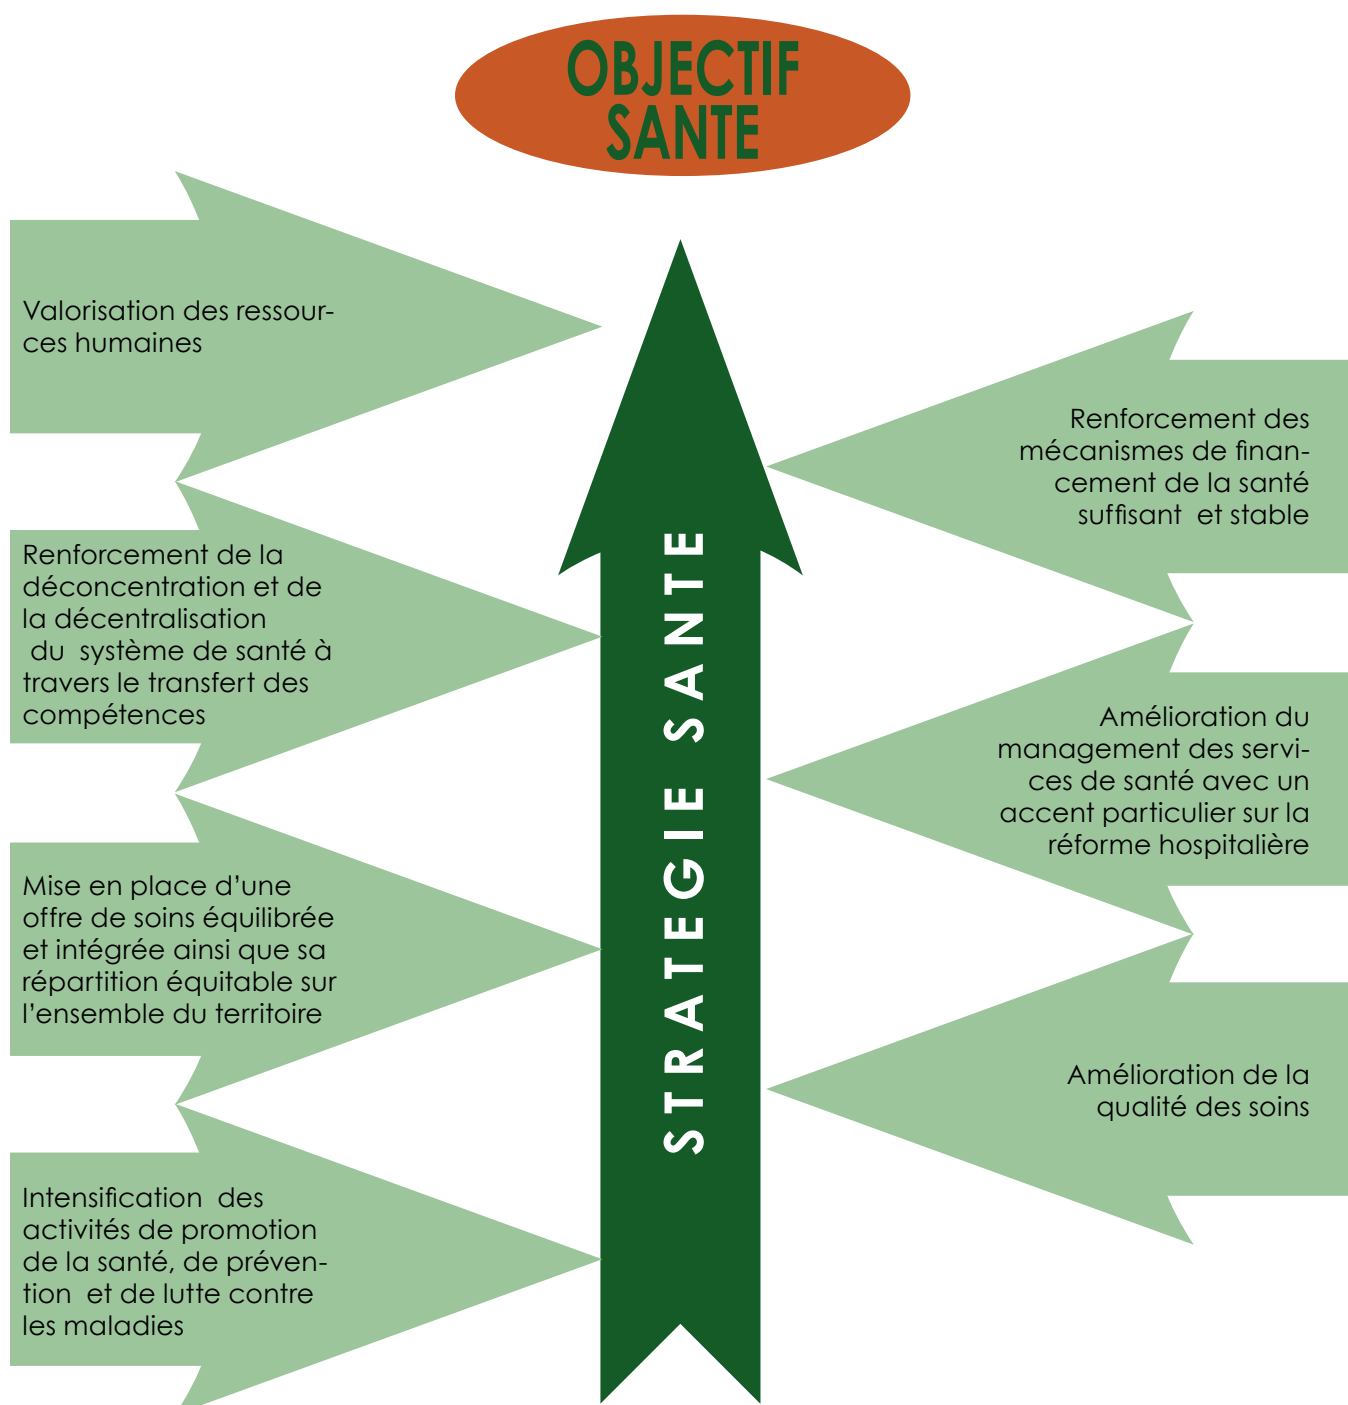 OBJECTIF
SANTE
Valorisation des ressour-
ces humaines
Renforcement de la
déconcentration et de
la décentralisation
du système de santé à
travers le transfert des
compétences
Mise en place d’une
offre de soins équilibrée
et intégrée ainsi que sa
répartition équitable sur
l’ensemble du territoire
Intensification des
activités de promotion
de la santé, de préven-
tion et de lutte contre
les maladies
STRATEGIE SANTE
Renforcement des
mécanismes de finan-
cement de la santé
suffisant et stable
Amélioration du
management des servi-
ces de santé avec un
accent particulier sur la
réforme hospitalière
Amélioration de la
qualité des soins